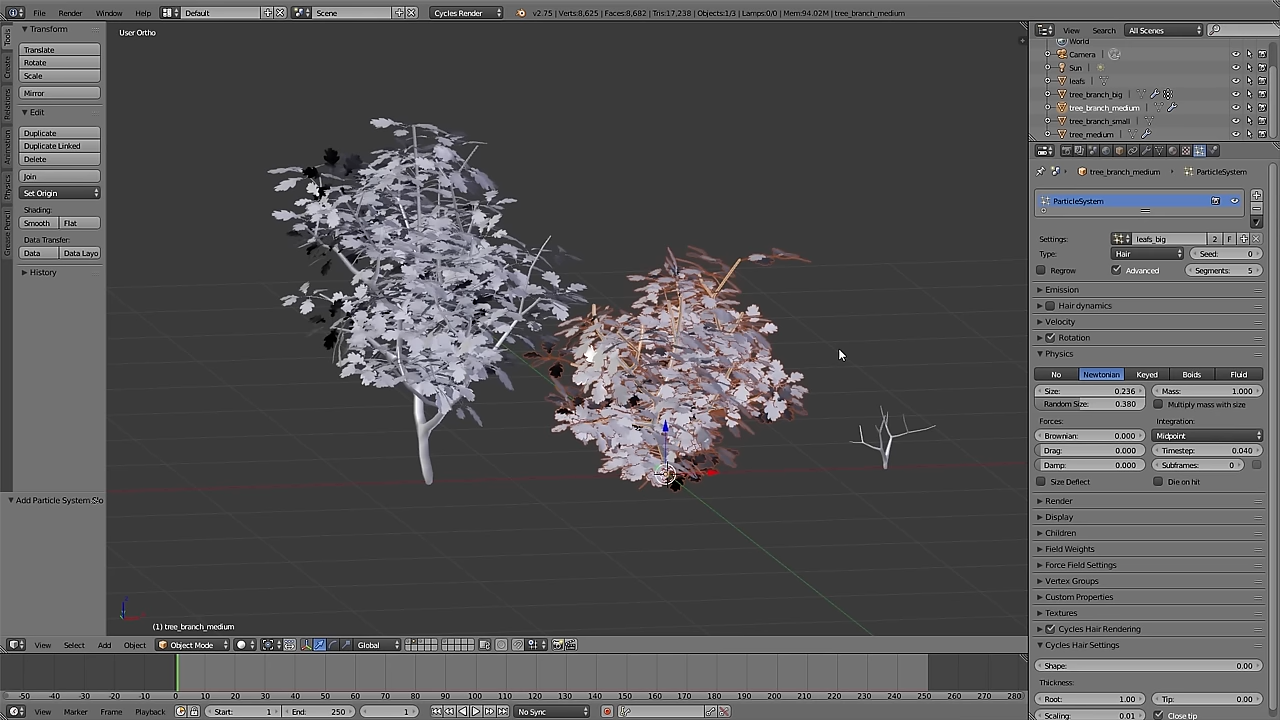 File Render Window Help Default Scene Cycles Render v2.75 | Verts:8,625 | Faces:8,682 | Tris:17,238 | Objects:1/3 | Lamps:0/0 | Mem:94.02M | tree_branch_medium
Tools
Create
Relations
Animation
Physics
Grease Pencil
Transform
Translate
Rotate
Scale
Mirror
Edit
Duplicate
Duplicate Linked
Delete
Join
Set Origin
Shading:
Smooth Flat
Data Transfer:
Data Data Layo
History
Add Particle System Slo
User Ortho
(1) tree_branch_medium
View Search All Scenes
World
Camera
Sun
leafs
tree_branch_big
tree_branch_medium
tree_branch_small
tree_medium
tree_branch_medium ParticleSystem
ParticleSystem
Settings: leafs_big 2 F
Type: Hair Seed: 0
Regrow Advanced Segments: 5
Emission
Hair dynamics
Velocity
Rotation
Physics
No Newtonian Keyed Boids Fluid
Size: 0.236 Mass: 1.000
Random Size: 0.380 Multiply mass with size
Forces: Integration:
Brownian: 0.000 Midpoint
Drag: 0.000 Timestep: 0.040
Damp: 0.000 Subframes: 0
Size Deflect Die on hit
Render
Display
Children
Field Weights
Force Field Settings
Vertex Groups
Custom Properties
Textures
Cycles Hair Rendering
Cycles Hair Settings
Shape: 0.00
Thickness:
Root: 1.00 Tip: 0.00
Scaling: 0.01 Close tip
View Select Add Object Object Mode Global
-50 -40 -30 -20 -10 0 10 20 30 40 50 60 70 80 90 100 110 120 130 140 150 160 170 180 190 200 210 220 230 240 250 260 270 280
View Marker Frame Playback Start: 1 End: 250 1 No Sync